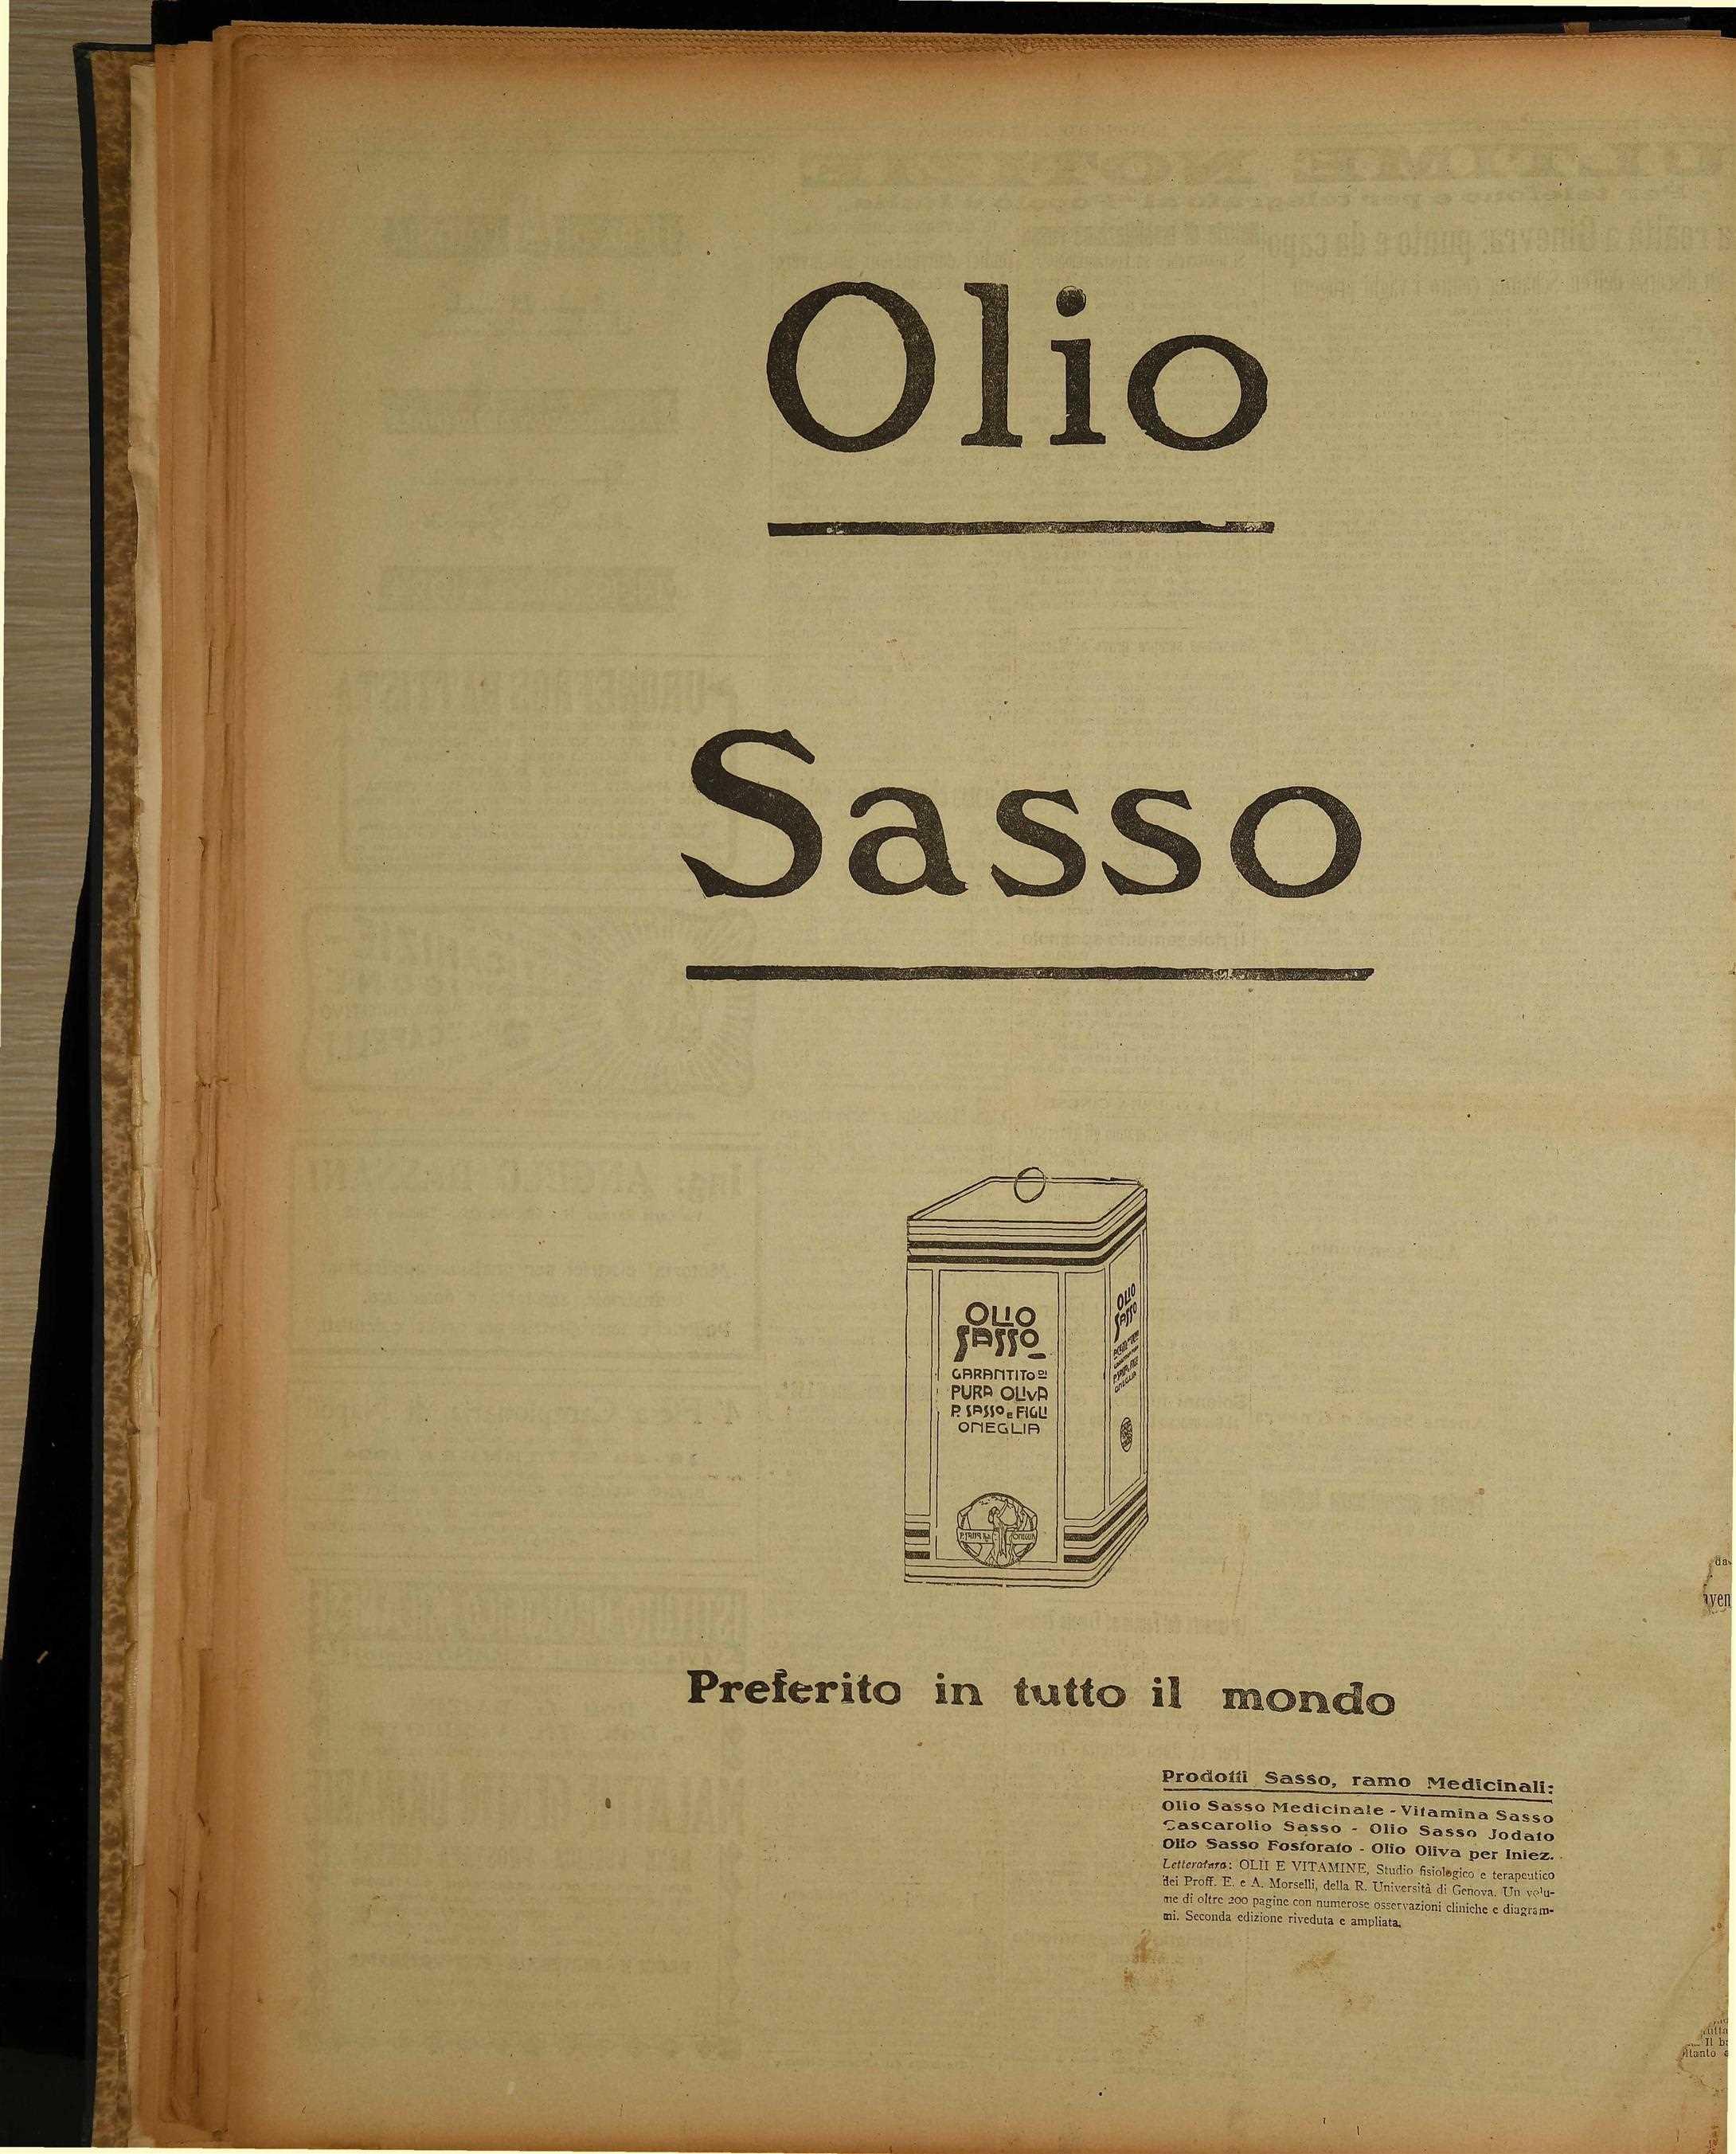 Olio
Sasso
OLIO
SASSO
GARANTITO DI
PURA OLIVA
P. SASSO E FIGLI
ONEGLIA
OLIO
SASSO
ONEGLIA
Preferito in tutto il mondo
Prodotti Sasso, ramo Medicinali:
Olio Sasso Medicinale - Vitamina Sasso
Cascarolio Sasso - Olio Sasso Jodato
Olio Sasso Fosforato - Olio Oliva per Iniez.
Letteratura: OLII E VITAMINE, Studio fisiologico e terapeutico
dei Proff. E. e A. Morselli, della R. Università di Genova. Un volu-
me di oltre 200 pagine con numerose osservazioni cliniche e diagram-
mi. Seconda edizione riveduta e ampliata.